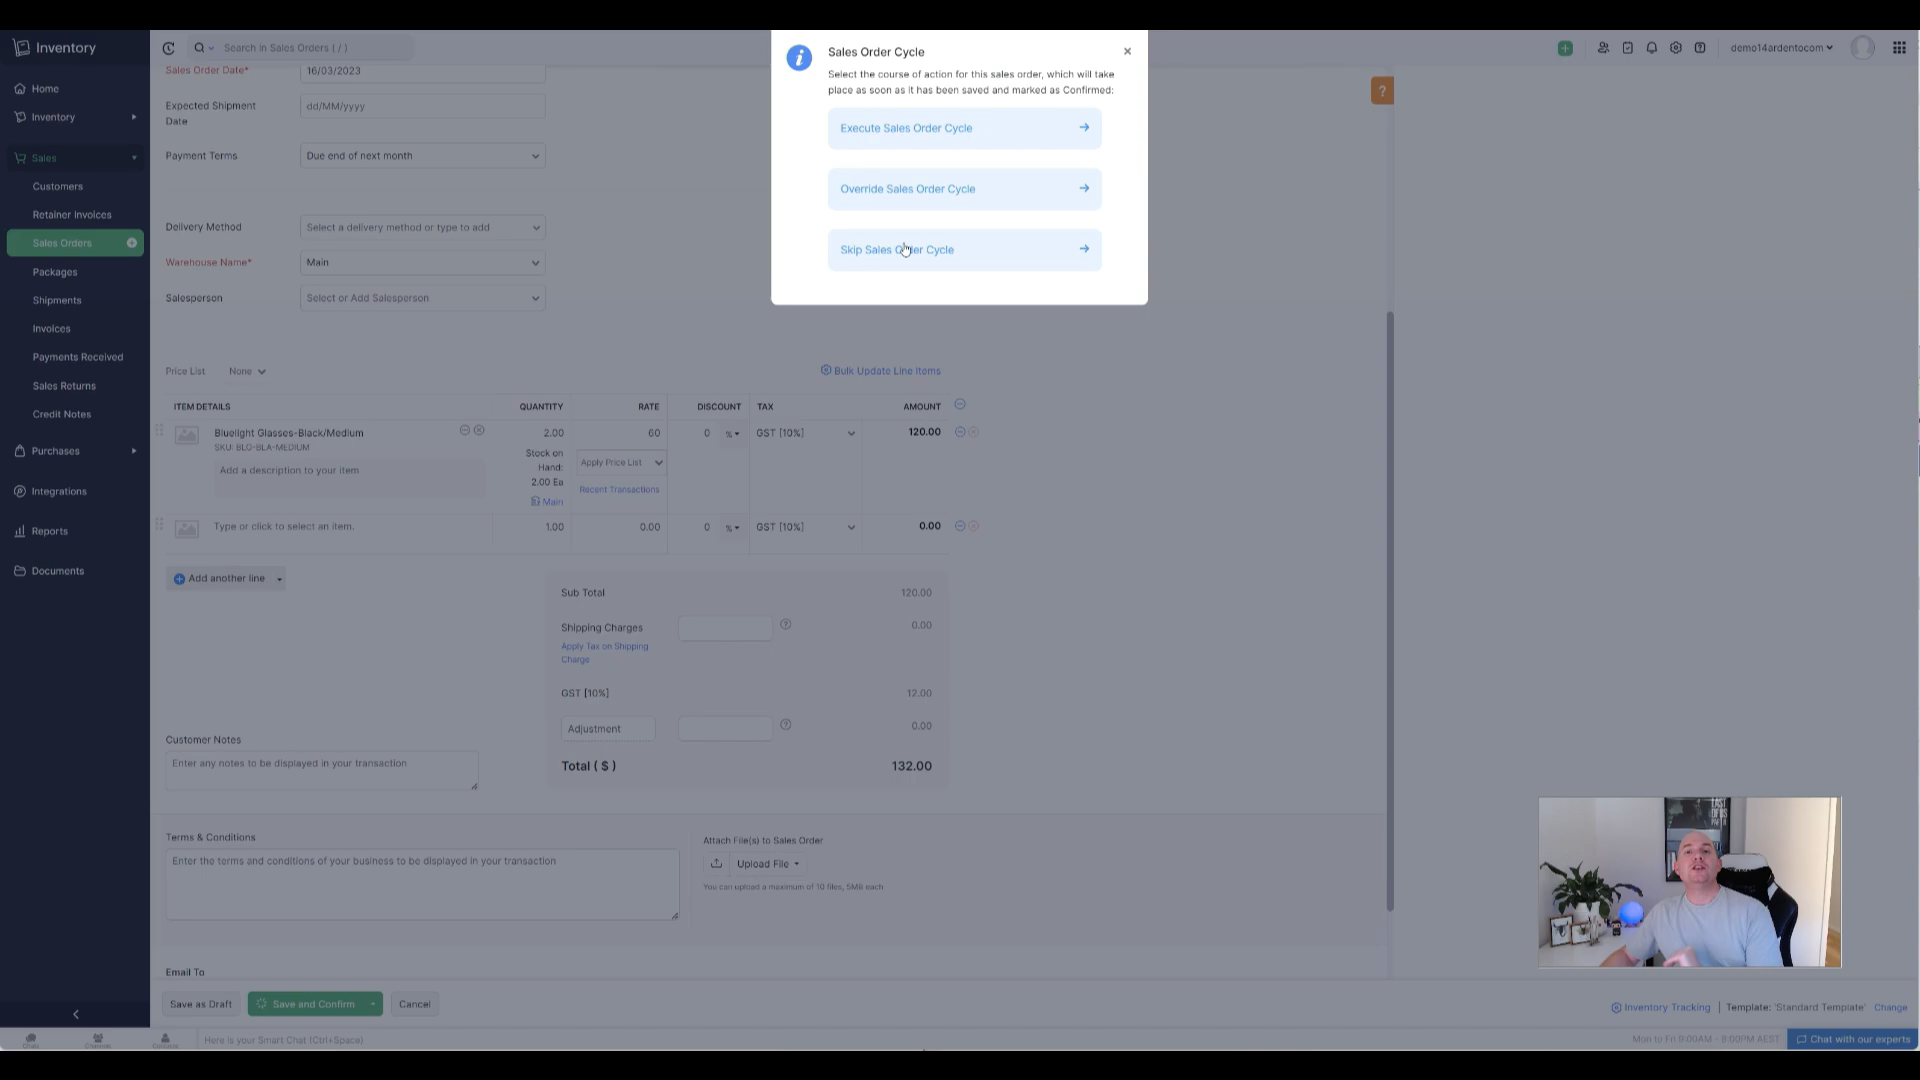 Inventory
Search in Sales Orders ( / )
demo14ardentocom
Home
Inventory
Sales
Customers
Retainer Invoices
Sales Orders
Packages
Shipments
Invoices
Payments Received
Sales Returns
Credit Notes
Purchases
Integrations
Reports
Documents
Sales Order Cycle
Select the course of action for this sales order, which will take
place as soon as it has been saved and marked as Confirmed:
Execute Sales Order Cycle
Override Sales Order Cycle
Skip Sales Order Cycle
?
Sales Order Date*
16/03/2023
Expected Shipment
Date
dd/MM/yyyy
Payment Terms
Due end of next month
Delivery Method
Select a delivery method or type to add
Warehouse Name*
Main
Salesperson
Select or Add Salesperson
Price List None
Bulk Update Line Items
ITEM DETAILS QUANTITY RATE DISCOUNT TAX AMOUNT
Bluelight Glasses-Black/Medium 2.00 60 0 % GST [10%] 120.00
SKU: BLG-BLA-MEDIUM
Add a description to your item
Stock on
Hand:
2.00 Ea
Main
Apply Price List
Recent Transactions
Type or click to select an item. 1.00 0.00 0 % GST [10%] 0.00
Add another line
Sub Total 120.00
Shipping Charges 0.00
Apply Tax on Shipping
Charge
GST [10%] 12.00
Adjustment 0.00
Total ( $ ) 132.00
Customer Notes
Enter any notes to be displayed in your transaction
Terms & Conditions
Enter the terms and conditions of your business to be displayed in your transaction
Attach File(s) to Sales Order
Upload File
You can upload a maximum of 10 files, 5MB each
Email To
Save as Draft
Save and Confirm
Cancel
Inventory Tracking | Template: 'Standard Template' Change
Chats
Channels
Contacts
Here is your Smart Chat (Ctrl+Space)
Mon to Fri 9:00AM - 8:00PM AEST
Chat with our experts